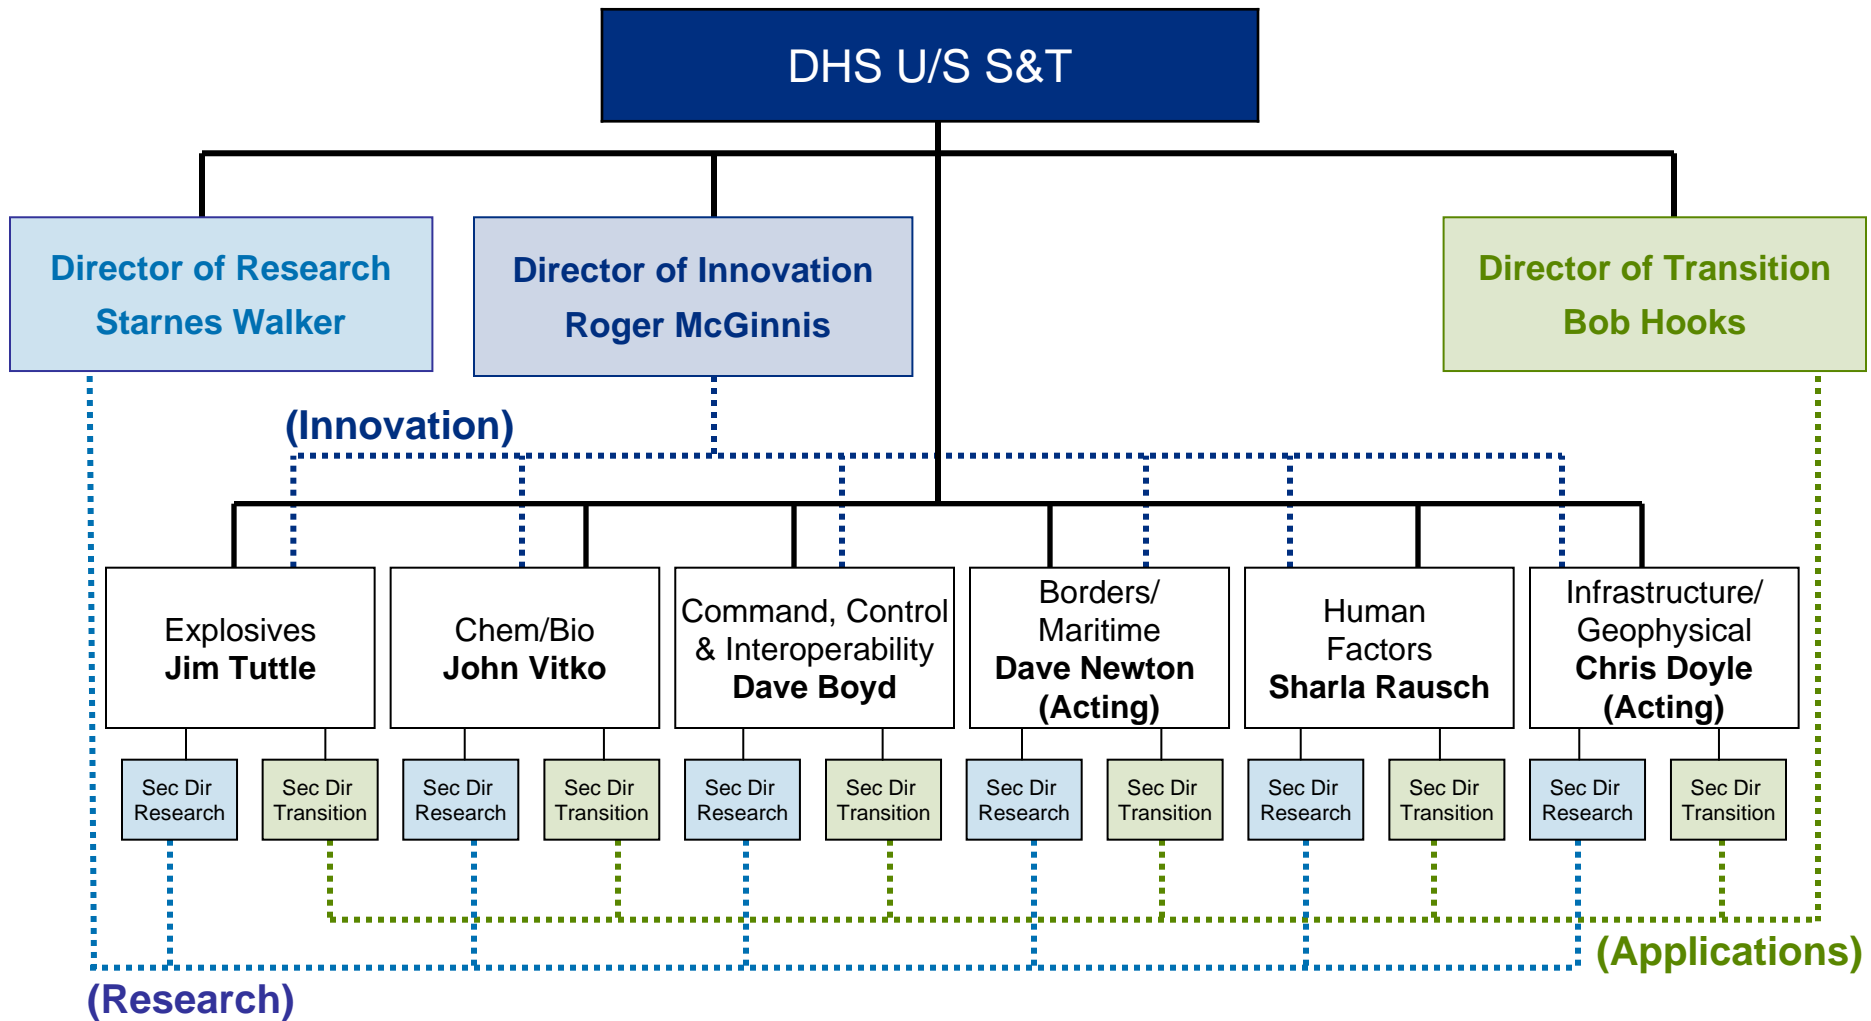 DHS U/S S&T
Director of Research
Starnes Walker
Director of Innovation
Roger McGinnis
Director of Transition
Bob Hooks
(Innovation)
Explosives
Jim Tuttle
Chem/Bio
John Vitko
Command, Control
& Interoperability
Dave Boyd
Borders/
Maritime
Dave Newton
(Acting)
Human
Factors
Sharla Rausch
Infrastructure/
Geophysical
Chris Doyle
(Acting)
Sec Dir
Research
Sec Dir
Transition
Sec Dir
Research
Sec Dir
Transition
Sec Dir
Research
Sec Dir
Transition
Sec Dir
Research
Sec Dir
Transition
Sec Dir
Research
Sec Dir
Transition
Sec Dir
Research
Sec Dir
Transition
(Applications)
(Research)